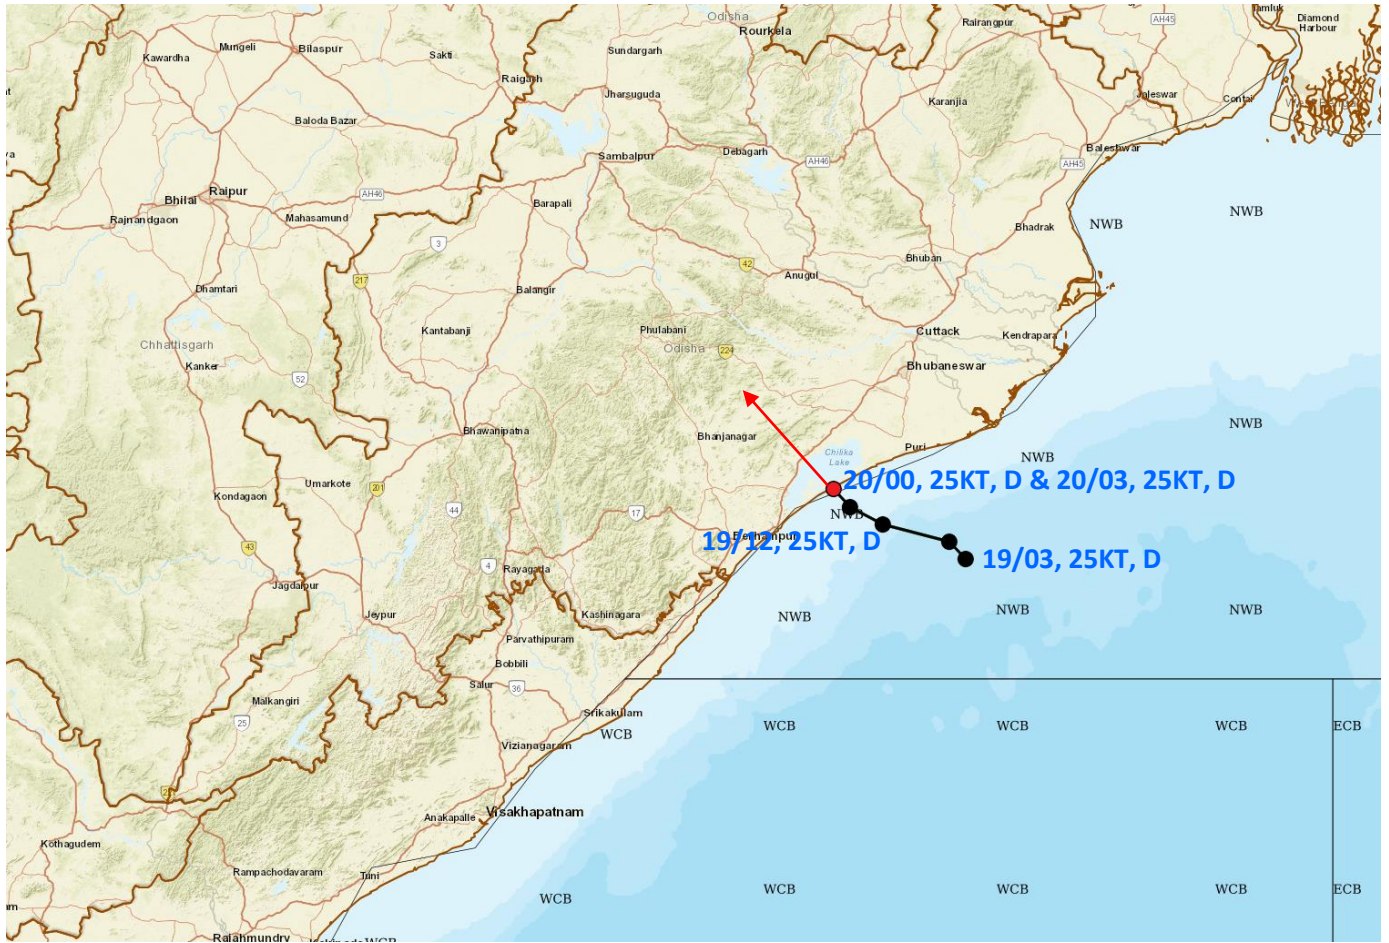 Odisha
Rourkela
Rairangpur
AH45
Tamluk
Diamond
Harbour
Kawardha
Mungeli
Bilaspur
Sakti
Sundargarh
Raigarh
Jharsuguda
Karanjia
Jaleswar
Contai
Baloda Bazar
Sambalpur
Debagarh
AH46
AH45
Baleshwar
Bhilai
Raipur
AH46
Rajnandgaon
Mahasamund
Barapali
NWB
NWB
Bhadrak
3
42
Anugul
Bhuban
217
Dhamtari
Balangir
Kantabanji
Phulabani
Cuttack
Kendrapara
Chhattisgarh
Odisha
224
Kanker
Bhubaneswar
52
Bhawanipatna
Bhanjanagar
Puri
NWB
Chilika
Lake
NWB
Umarkote
201
Kondagaon
20/00, 25KT, D & 20/03, 25KT, D
44
17
NWB
Berhampur
19/12, 25KT, D
43
19/03, 25KT, D
4
Rayagada
Jagdalpur
Jeypur
Kashinagara
NWB
NWB
NWB
Parvathipuram
Bobbili
Salur
36
Malkangiri
25
Srikakulam
WCB
WCB
WCB
WCB
ECB
Vizianagaram
Visakhapatnam
Anakapalle
Kothagudem
Rampachodavaram
Tuni
WCB
WCB
WCB
WCB
ECB
Rajahmundry
WCB